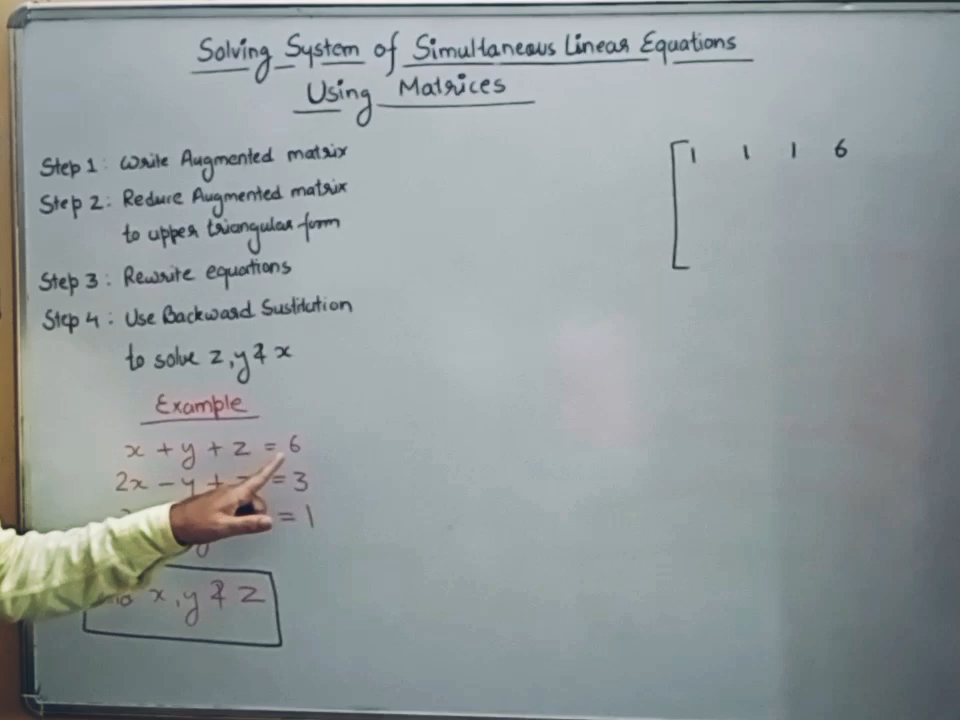 Solving System of Simultaneous Linear Equations
Using Matrices
Step 1: Write Augmented matrix
Step 2: Reduce Augmented matrix
to upper triangular form
Step 3: Rewrite equations
Step 4: Use Backward Sustitution
to solve z, y & x
Example
x + y + z = 6
2x - y + = 3
= 1
x, y & z
[1 1 1 6